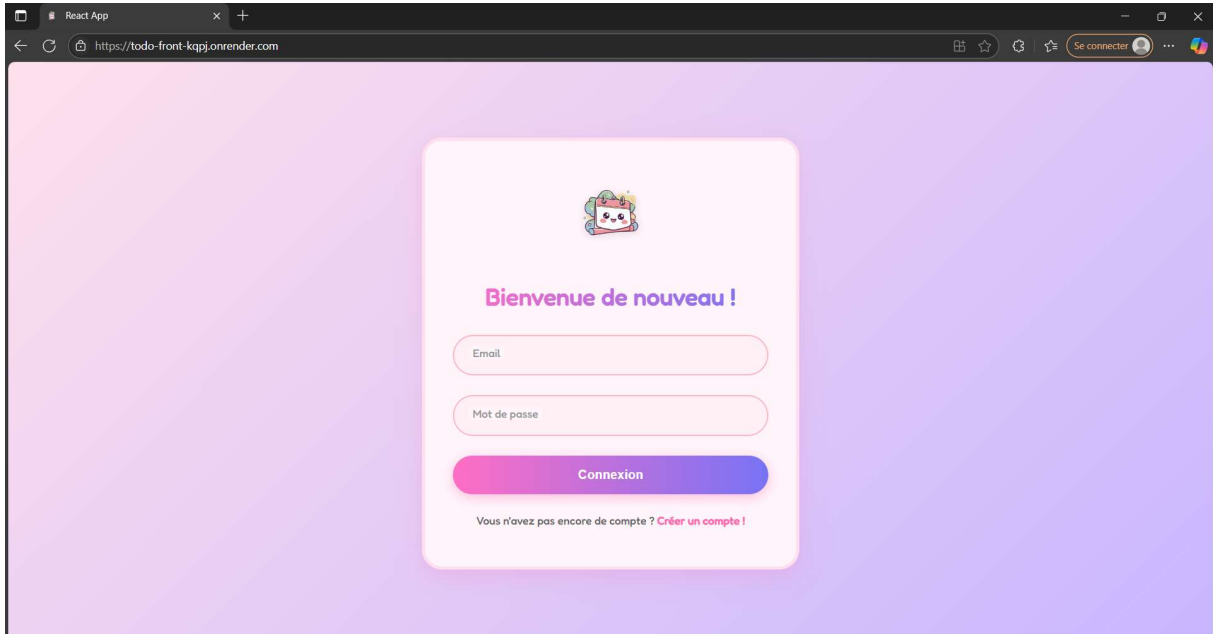 React App
https://todo-front-kqpj.onrender.com
Se connecter
Bienvenue de nouveau !
Email
Mot de passe
Connexion
Vous n'avez pas encore de compte ? Créer un compte !